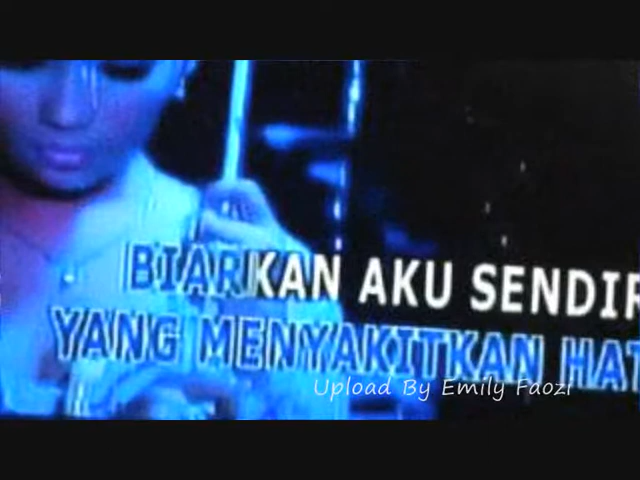 BIARKAN AKU SENDIR
YANG MENYAKITKAN HAT
Upload By Emily Faozi